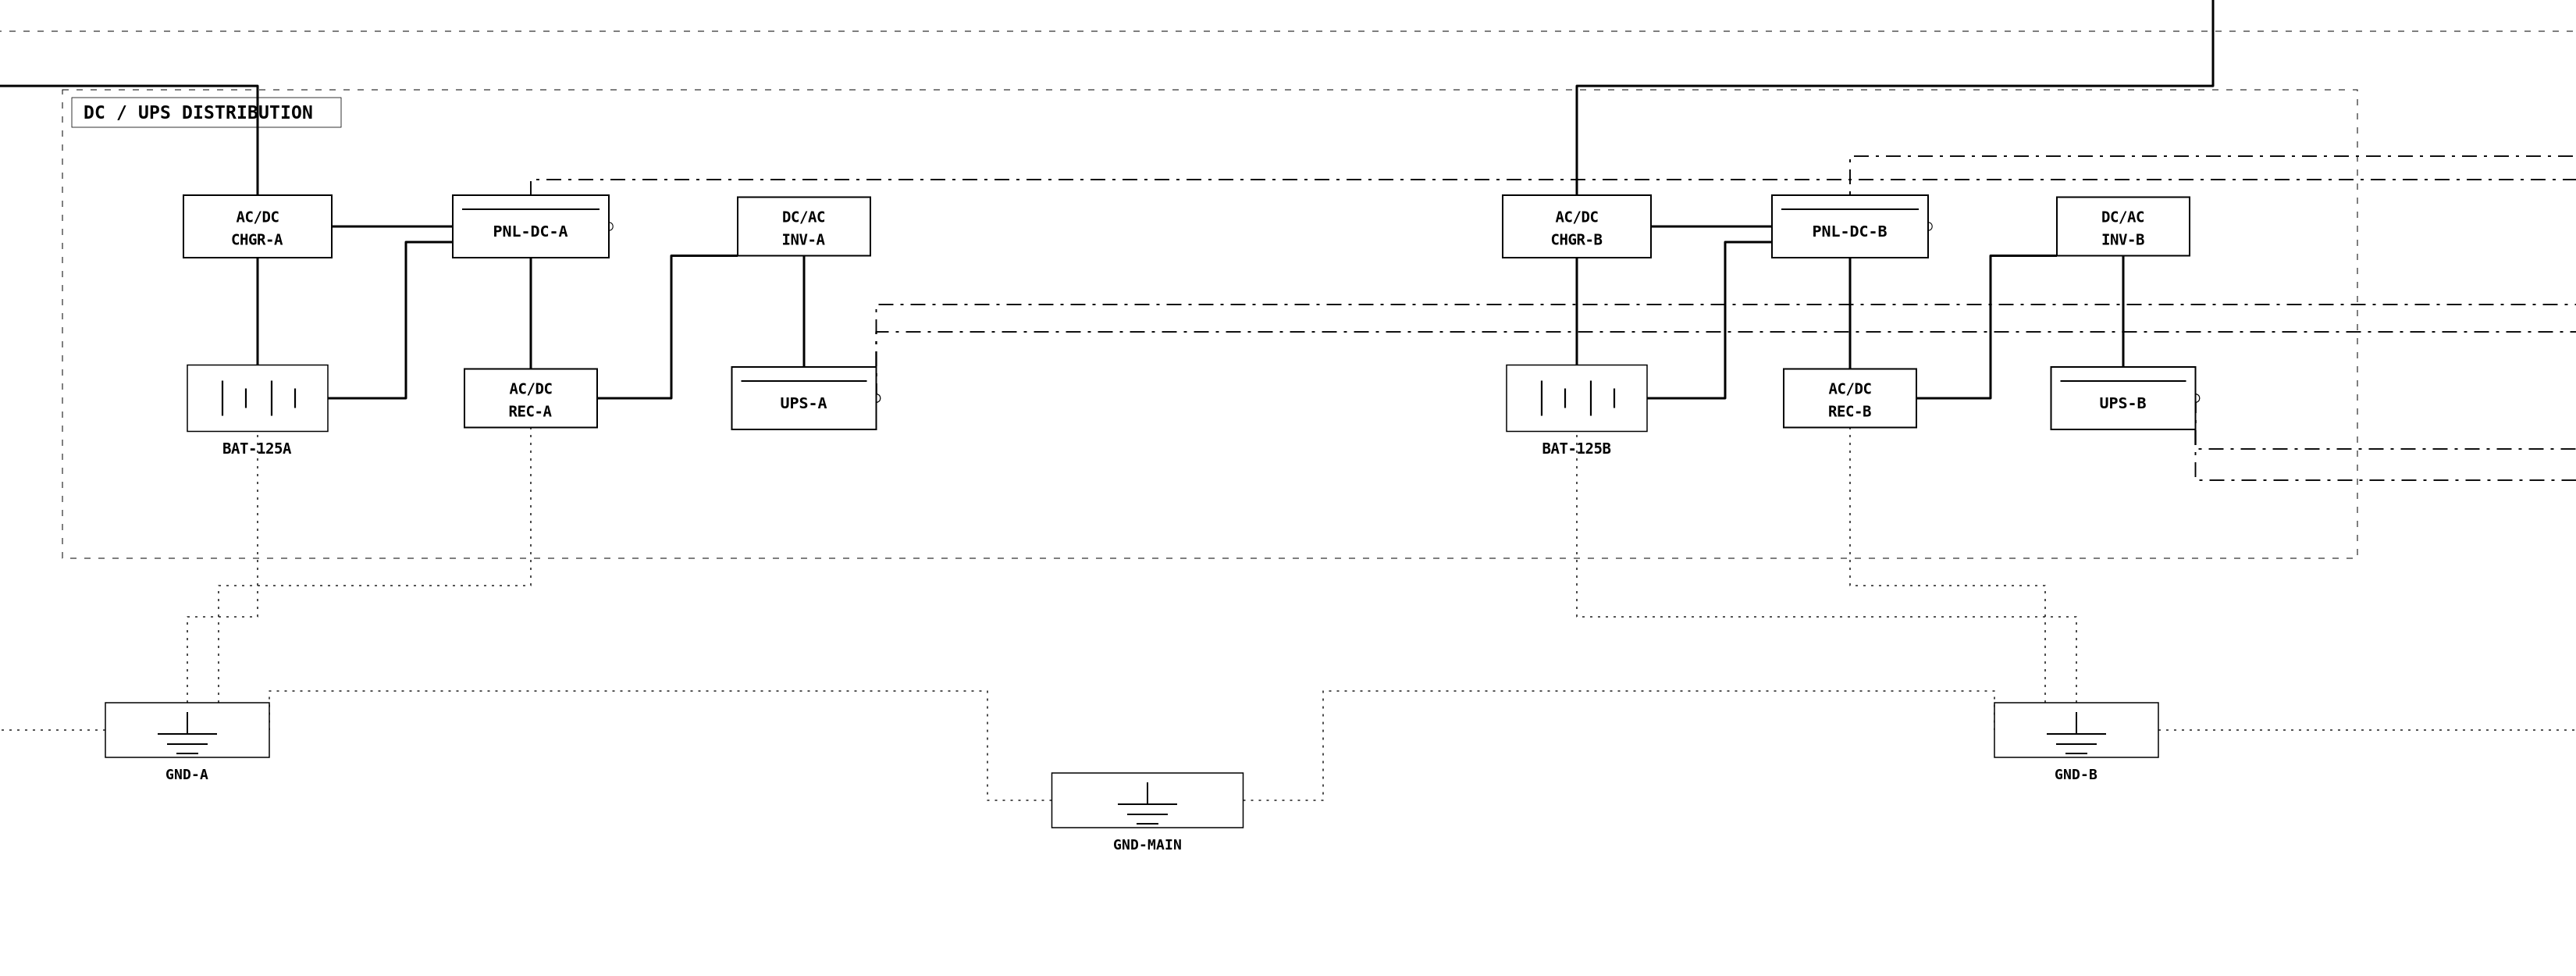 DC / UPS DISTRIBUTION
AC/DC
CHGR-A
PNL-DC-A
DC/AC
INV-A
AC/DC
CHGR-B
PNL-DC-B
DC/AC
INV-B
BAT-125A
AC/DC
REC-A
UPS-A
BAT-125B
AC/DC
REC-B
UPS-B
GND-A
GND-MAIN
GND-B